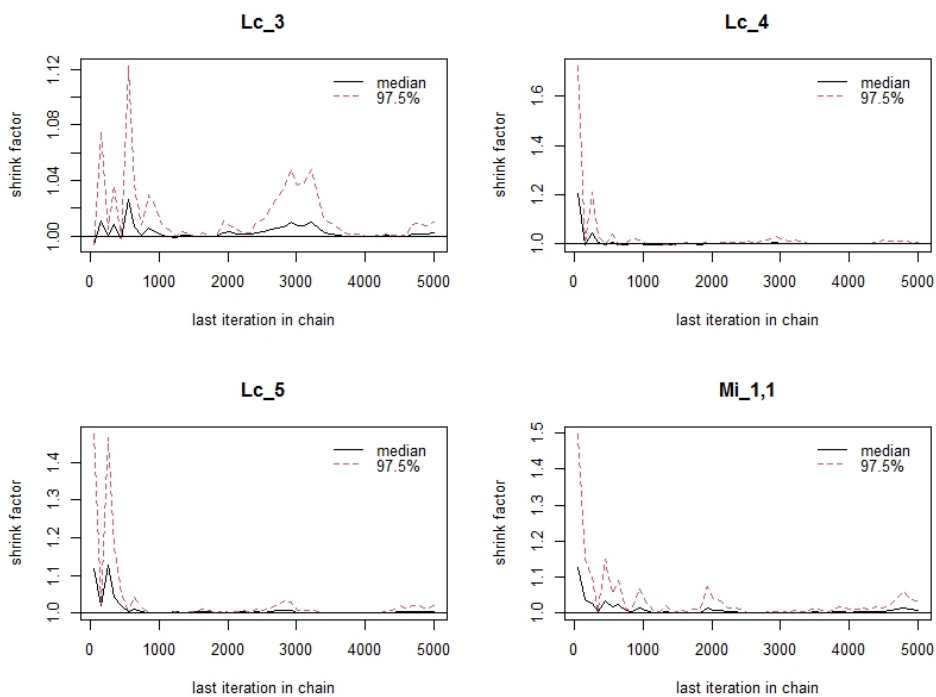 Lc_3
shrink factor
1.00 1.04 1.08 1.12
median
97.5%
0 1000 2000 3000 4000 5000
last iteration in chain
Lc_4
shrink factor
1.0 1.2 1.4 1.6
median
97.5%
0 1000 2000 3000 4000 5000
last iteration in chain
Lc_5
shrink factor
1.0 1.1 1.2 1.3 1.4
median
97.5%
0 1000 2000 3000 4000 5000
last iteration in chain
Mi_1,1
shrink factor
1.0 1.1 1.2 1.3 1.4 1.5
median
97.5%
0 1000 2000 3000 4000 5000
last iteration in chain